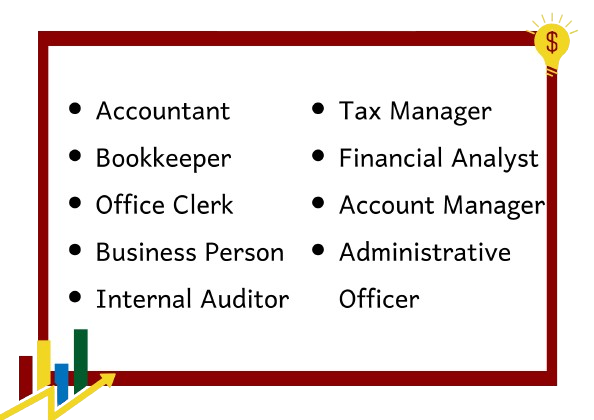 Accountant
Bookkeeper
Office Clerk
Business Person
Internal Auditor
Tax Manager
Financial Analyst
Account Manager
Administrative
Officer
$